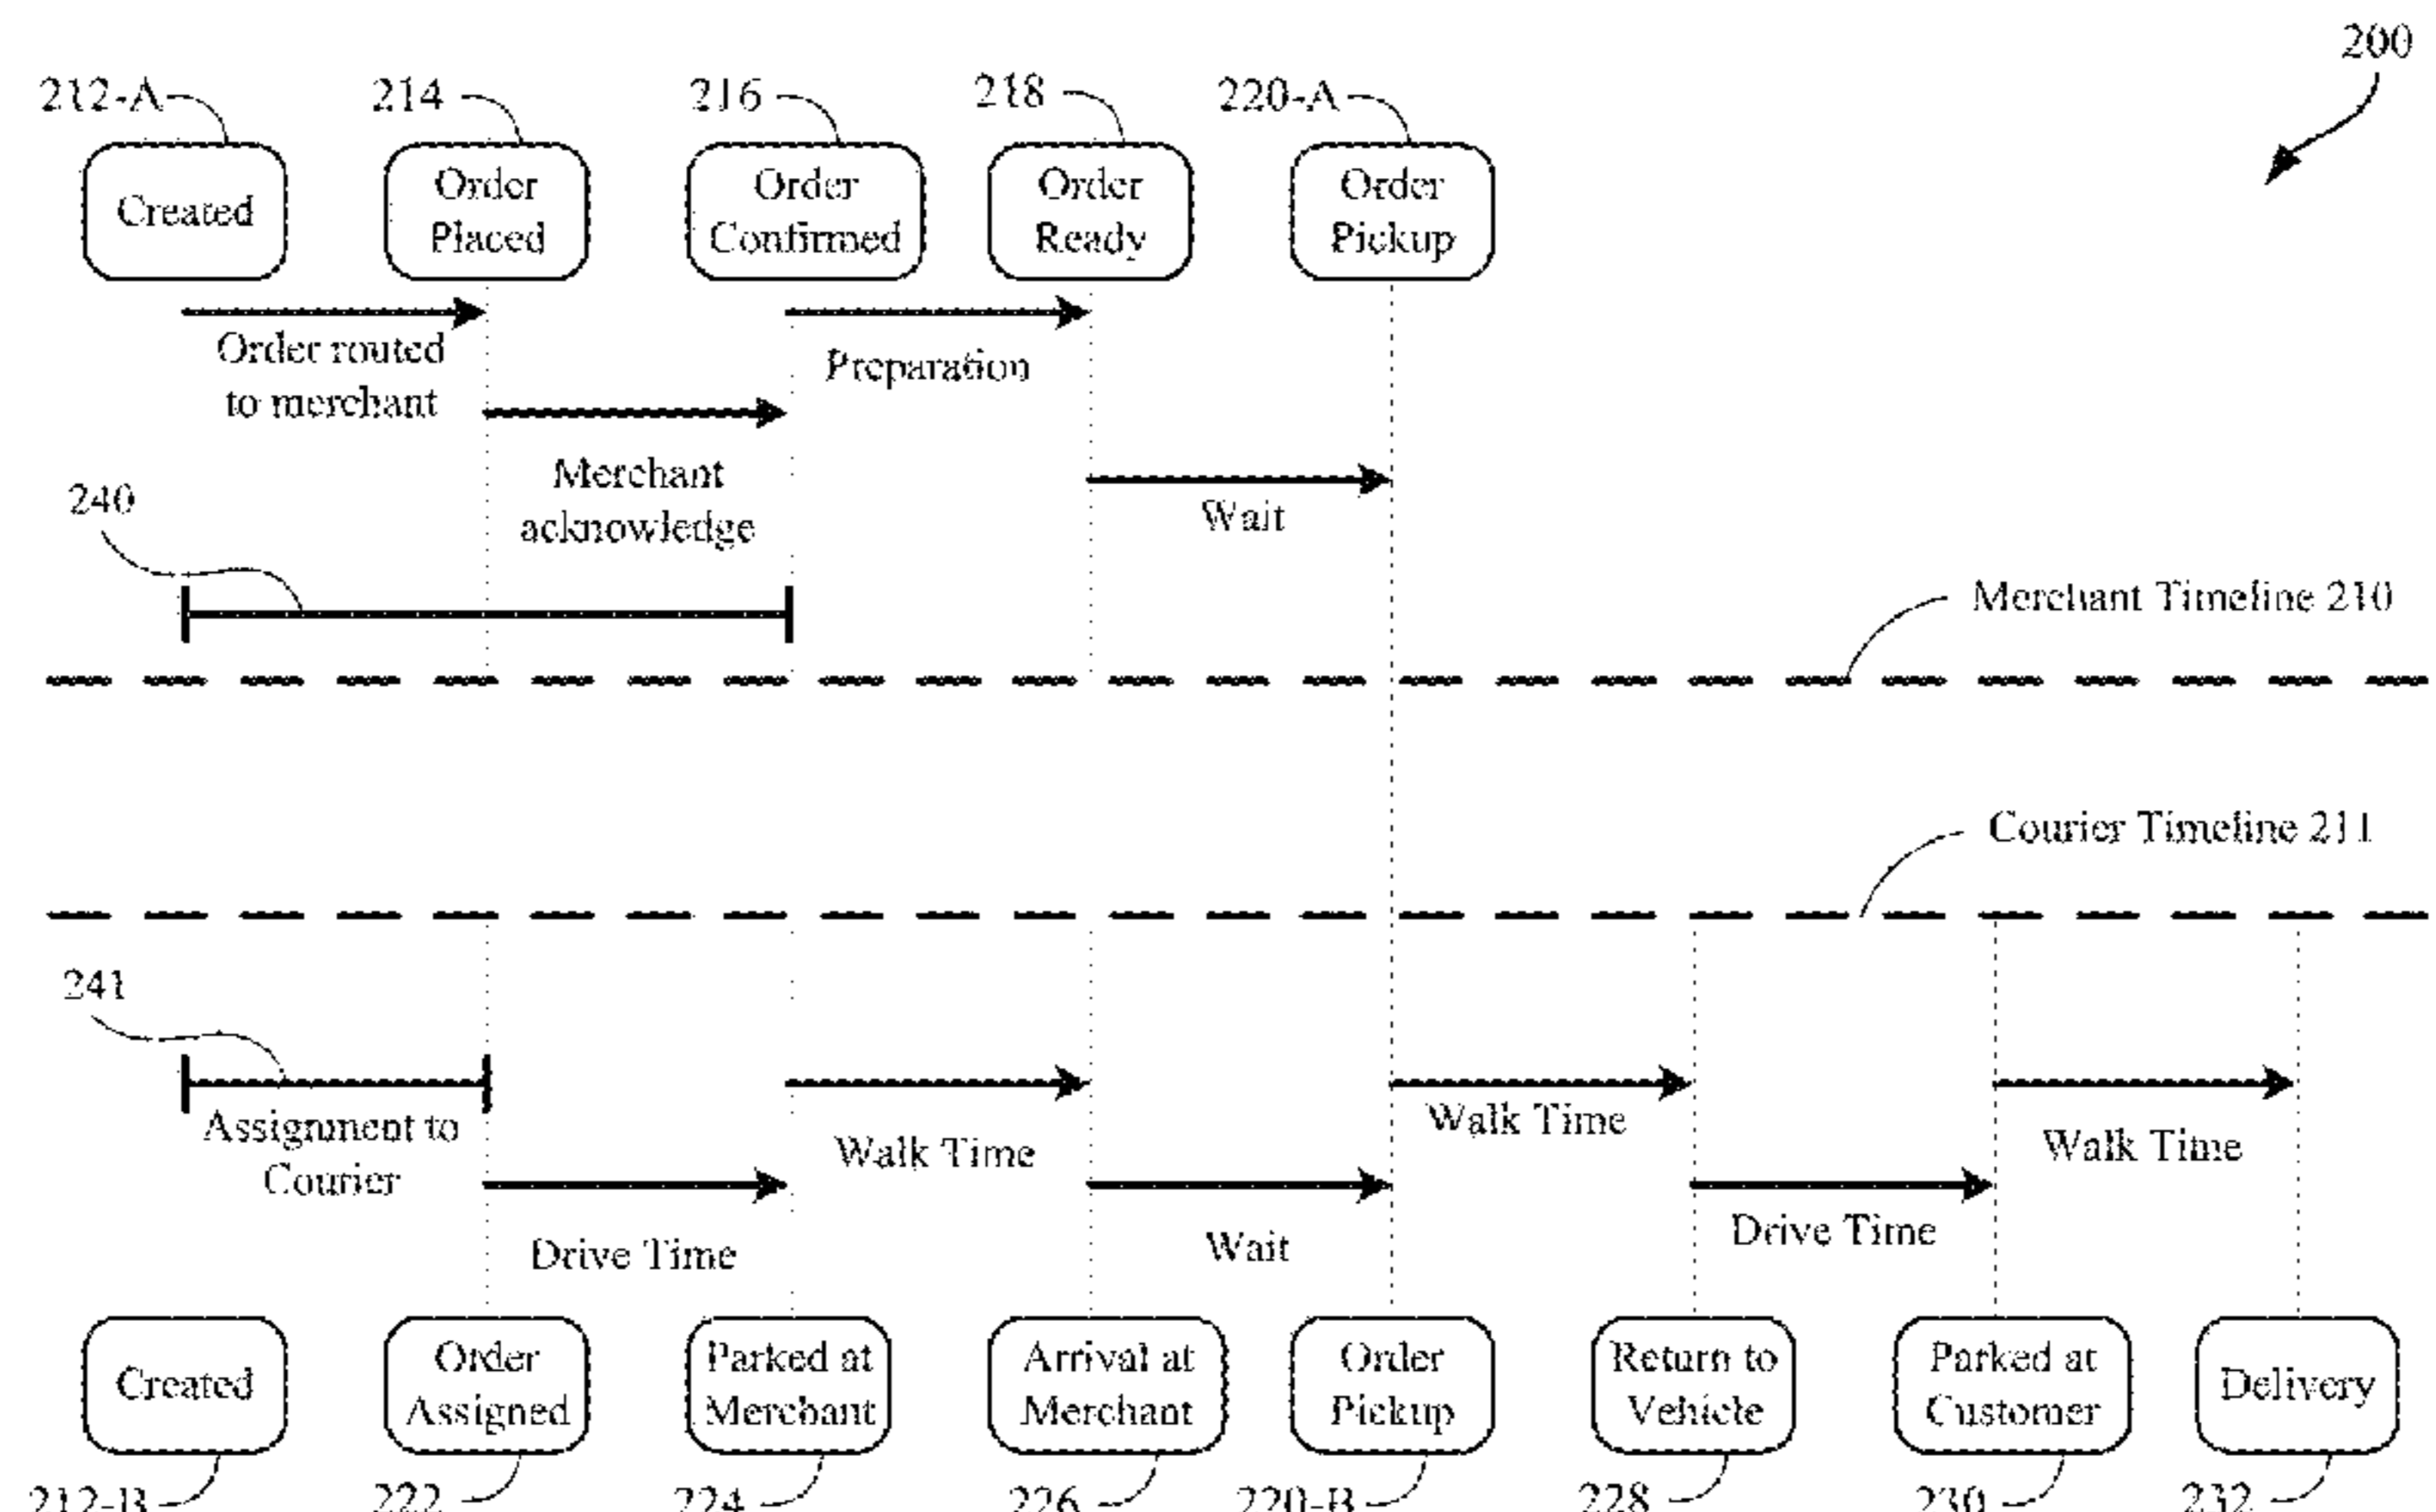 200
212-A 214 216 218 220-A
Created
Order
Placed
Order
Confirmed
Order
Ready
Order
Pickup
Order routed
to merchant
Preparation
Merchant
acknowledge
Wait
240
Merchant Timeline 210
Courier Timeline 211
241
Assignment to
Courier
Walk Time
Walk Time
Walk Time
Drive Time
Wait
Drive Time
Created
Order
Assigned
Parked at
Merchant
Arrival at
Merchant
Order
Pickup
Return to
Vehicle
Parked at
Customer
Delivery
212-B 222 224 226 220-B 228 230 232